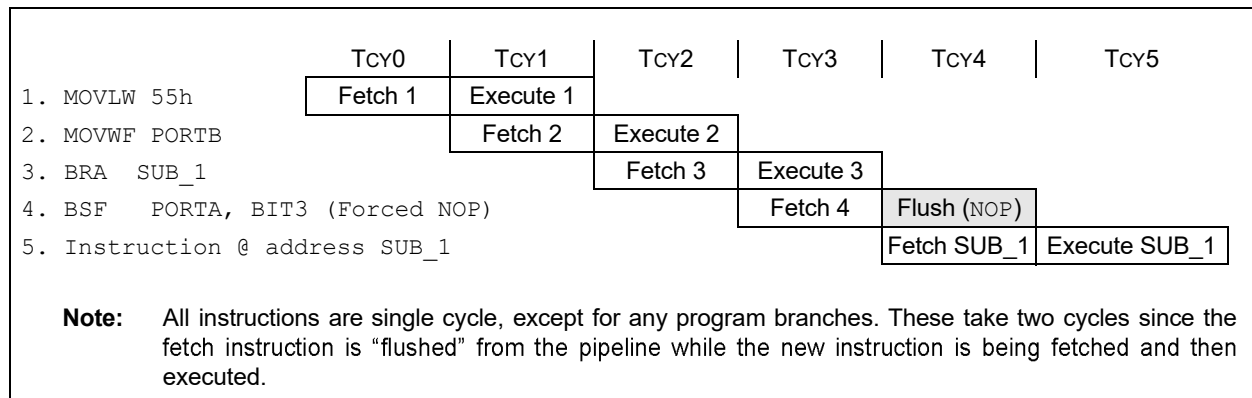 TCY0 TCY1 TCY2 TCY3 TCY4 TCY5
1. MOVLW 55h Fetch 1 Execute 1
2. MOVWF PORTB Fetch 2 Execute 2
3. BRA SUB_1 Fetch 3 Execute 3
4. BSF PORTA, BIT3 (Forced NOP) Fetch 4 Flush (NOP)
5. Instruction @ address SUB_1 Fetch SUB_1 Execute SUB_1
Note: All instructions are single cycle, except for any program branches. These take two cycles since the
fetch instruction is “flushed” from the pipeline while the new instruction is being fetched and then
executed.